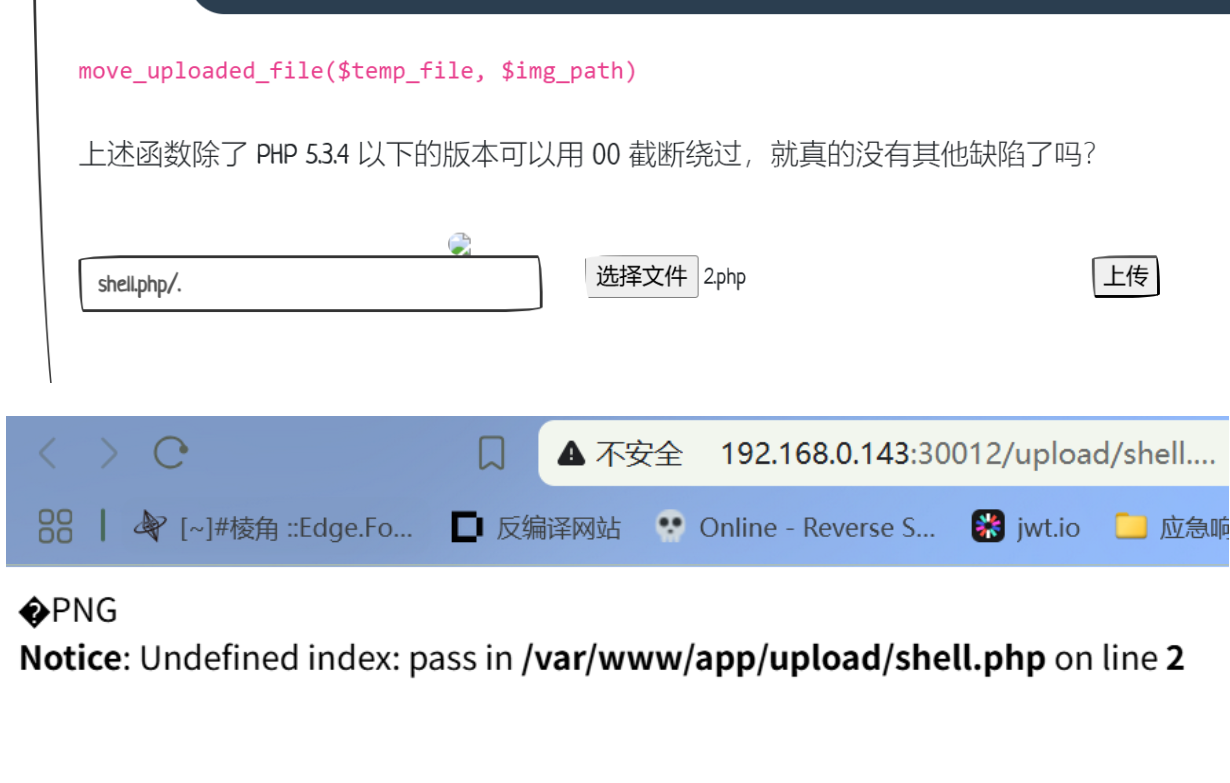 move_uploaded_file($temp_file, $img_path)
上述函数除了 PHP 5.3.4 以下的版本可以用 00 截断绕过，就真的没有其他缺陷了吗？
shell.php/. 选择文件 2.php 上传
不安全 192.168.0.143:30012/upload/shell....
[~]#棱角 ::Edge.Fo... 反编译网站 Online - Reverse S... jwt.io 应急响
�PNG
Notice: Undefined index: pass in /var/www/app/upload/shell.php on line 2